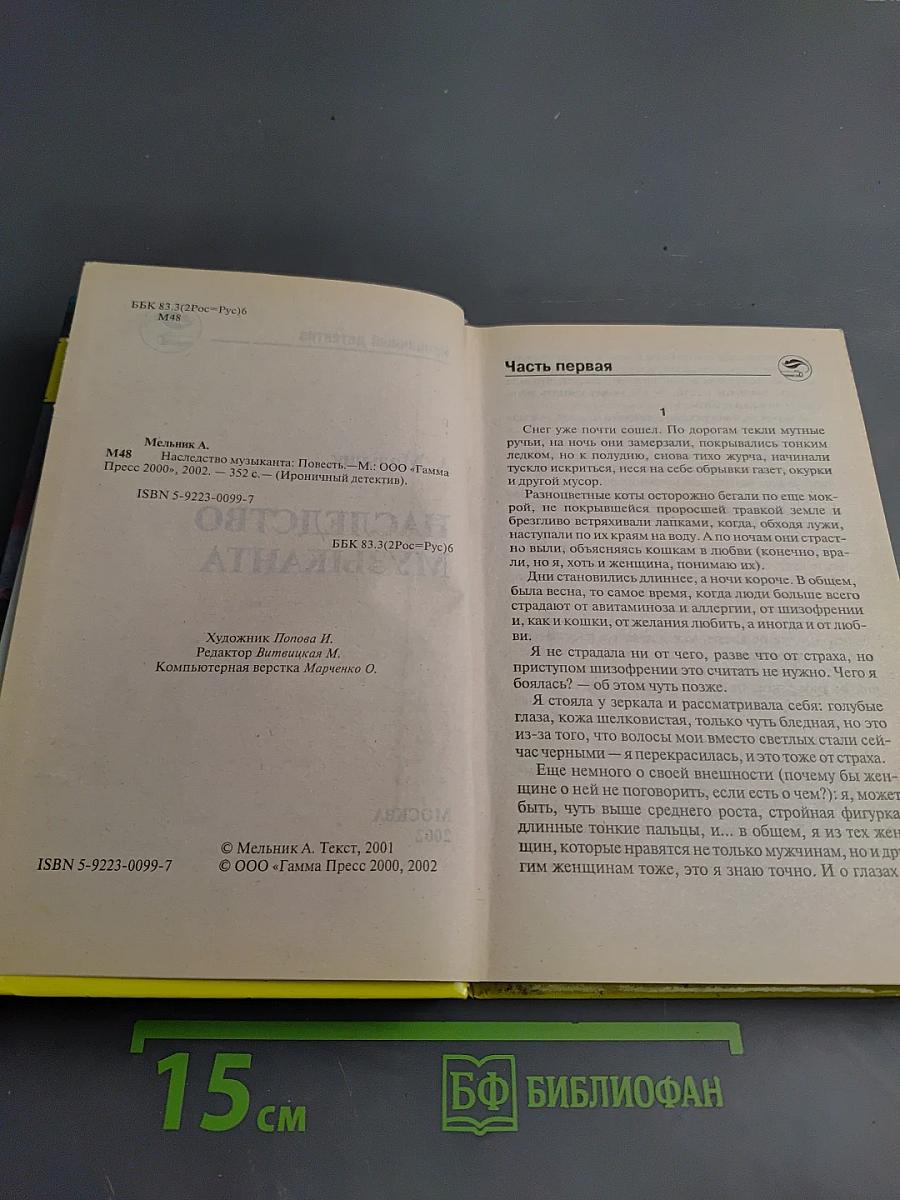 ББК 83.3(2Рос=Рус)6
М48
Мельник А.
М48 Наследство музыканта: Повесть.—М.: ООО «Гамма
Пресс 2000», 2002. — 352 с.— (Ироничный детектив).
ISBN 5-9223-0099-7
ББК 83.3(2Рос=Рус)6
Художник Попова И.
Редактор Витвицкая М.
Компьютерная верстка Марченко О.
© Мельник А. Текст, 2001
ISBN 5-9223-0099-7 © ООО «Гамма Пресс 2000, 2002
НАСЛЕДСТВО
МУЗЫКАНТА
МОСКВА
2002
Часть первая
1
Снег уже почти сошел. По дорогам текли мутные
ручьи, на ночь они замерзали, покрывались тонким
ледком, но к полудню, снова тихо журча, начинали
тускло искриться, неся на себе обрывки газет, окурки
и другой мусор.
Разноцветные коты осторожно бегали по еще мок-
рой, не покрывшейся проросшей травкой земле и
брезгливо встряхивали лапками, когда, обходя лужи,
наступали по их краям на воду. А по ночам они страст-
но выли, объясняясь кошкам в любви (конечно, вра-
ли, но я, хоть и женщина, понимаю их).
Дни становились длиннее, а ночи короче. В общем,
была весна, то самое время, когда люди больше всего
страдают от авитаминоза и аллергии, от шизофрении
и, как и кошки, от желания любить, а иногда и от люб-
ви.
Я не страдала ни от чего, разве что от страха, но
приступом шизофрении это считать не нужно. Чего я
боялась? — об этом чуть позже.
Я стояла у зеркала и рассматривала себя: голубые
глаза, кожа шелковистая, только чуть бледная, но это
из-за того, что волосы мои вместо светлых стали сей-
час черными — я перекрасилась, и это тоже от страха.
Еще немного о своей внешности (почему бы жен-
щине о ней не поговорить, если есть о чем?): я, может
быть, чуть выше среднего роста, стройная фигурка,
длинные тонкие пальцы, и... в общем, я из тех жен-
щин, которые нравятся не только мужчинам, но и дру-
гим женщинам тоже, это я знаю точно. И о глазах
15 см
БФ БИБЛИОФАН